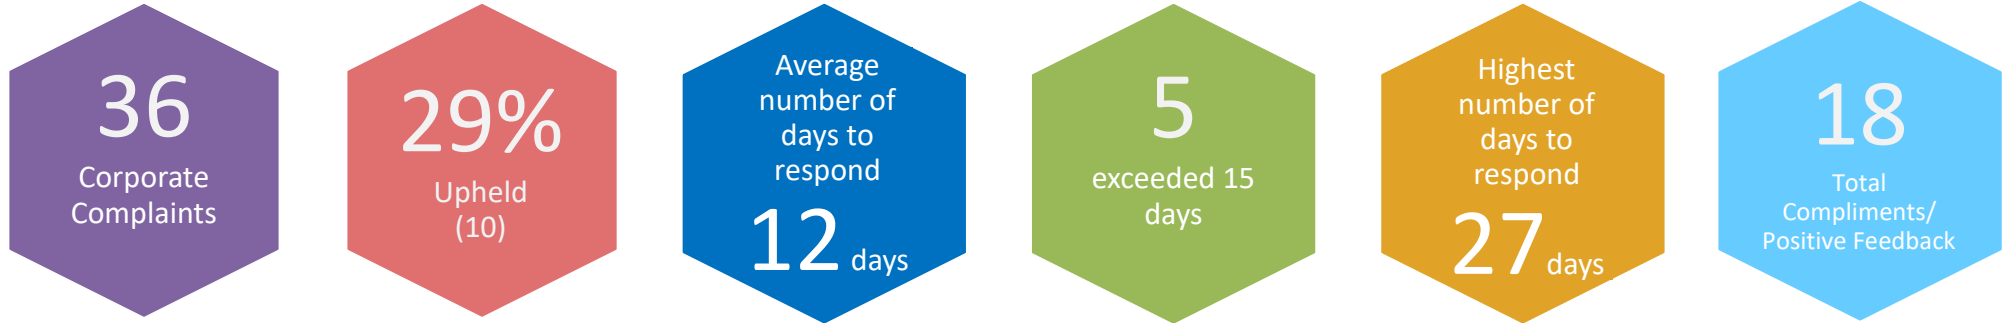 36
Corporate
Complaints
29%
Upheld
(10)
Average
number of
days to
respond
12 days
5
exceeded 15
days
Highest
number of
days to
respond
27 days
18
Total
Compliments/
Positive Feedback